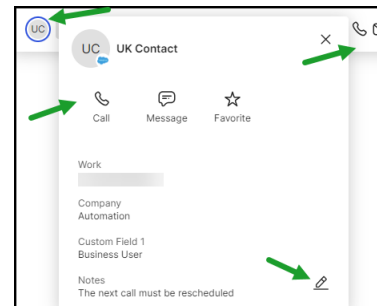 UC
UC UK Contact
Call Message Favorite
Work
Company
Automation
Custom Field 1
Business User
Notes
The next call must be rescheduled